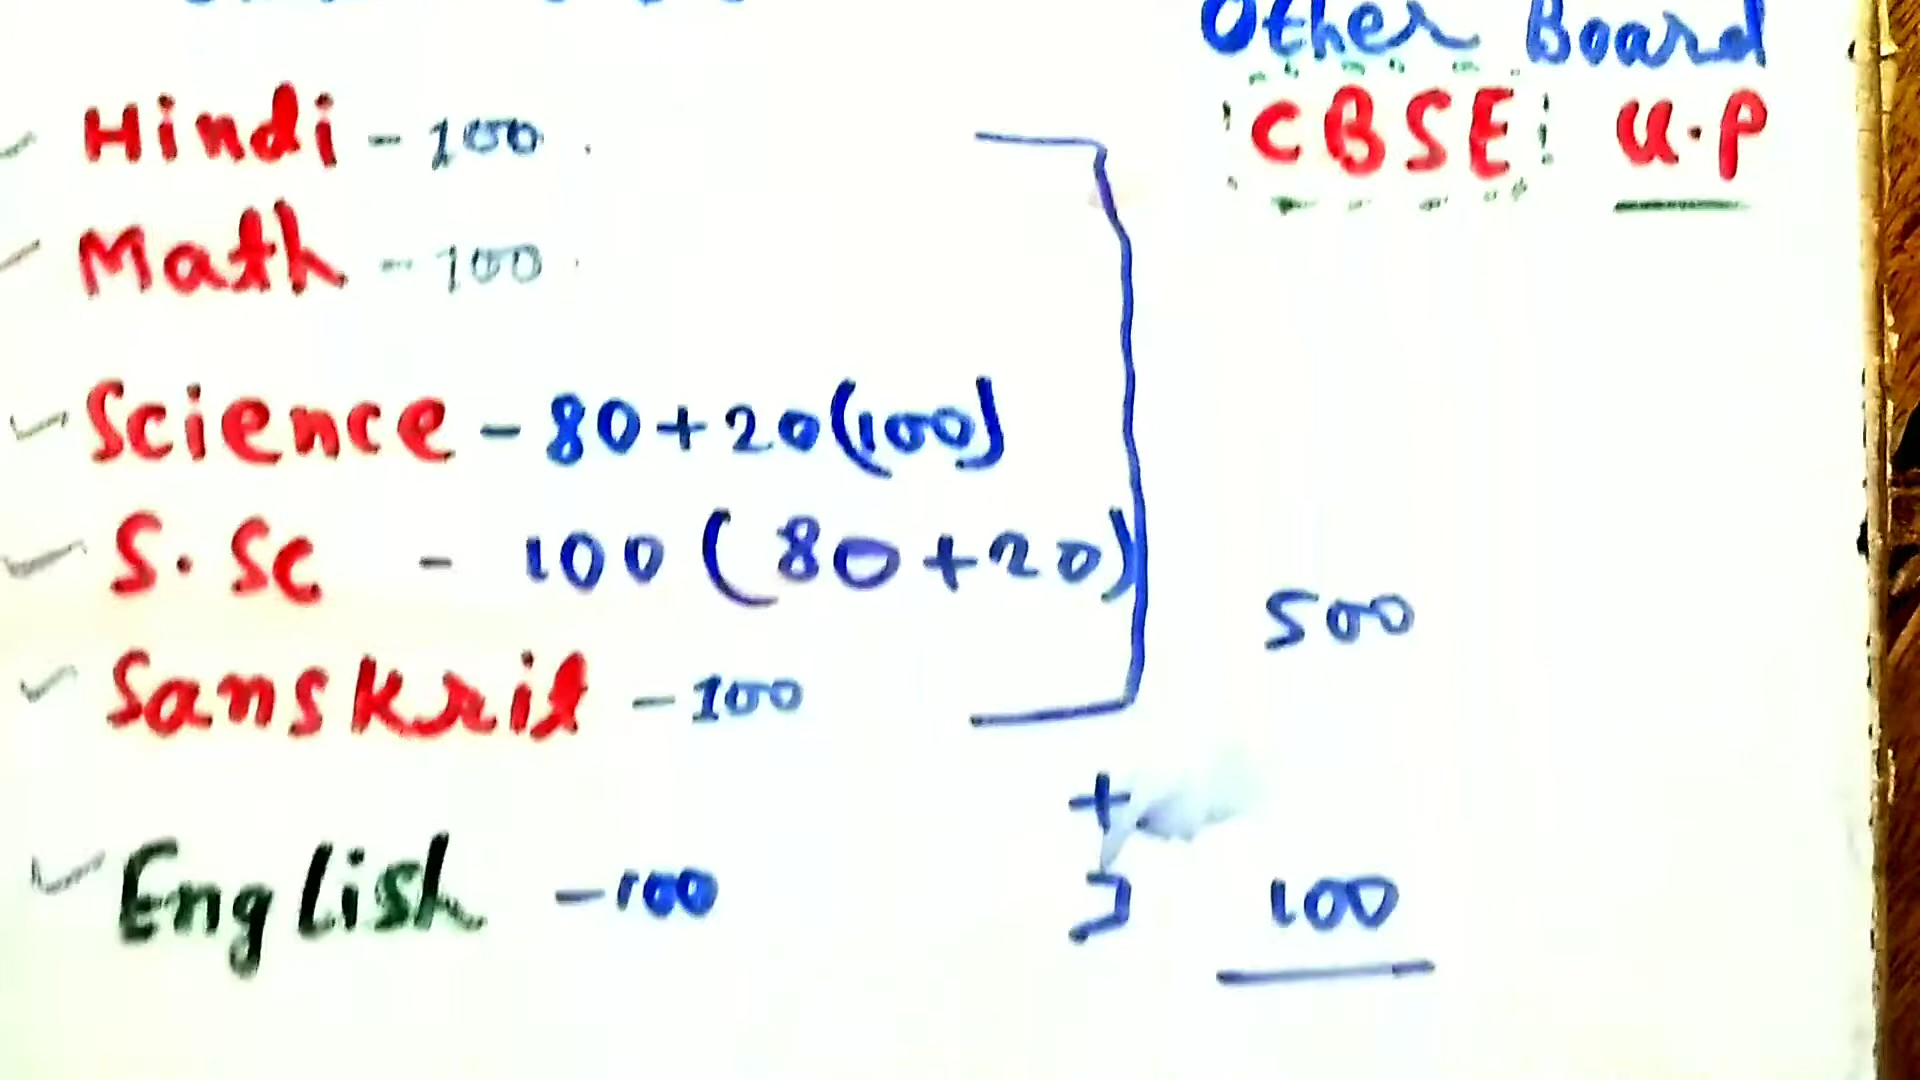 Other Board
CBSE U.P
Hindi - 100
Math - 100
Science - 80+20(100)
S.Sc - 100 (80+20)
500
Sanskrit - 100
+
English - 100
100